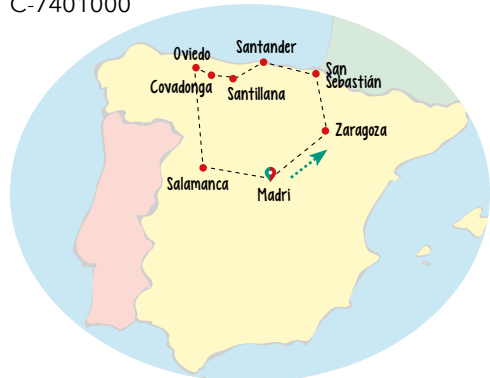 C-7401000
Santander
Oviedo
San
Sebastián
Covadonga
Santillana
Zaragoza
Salamanca
Madri